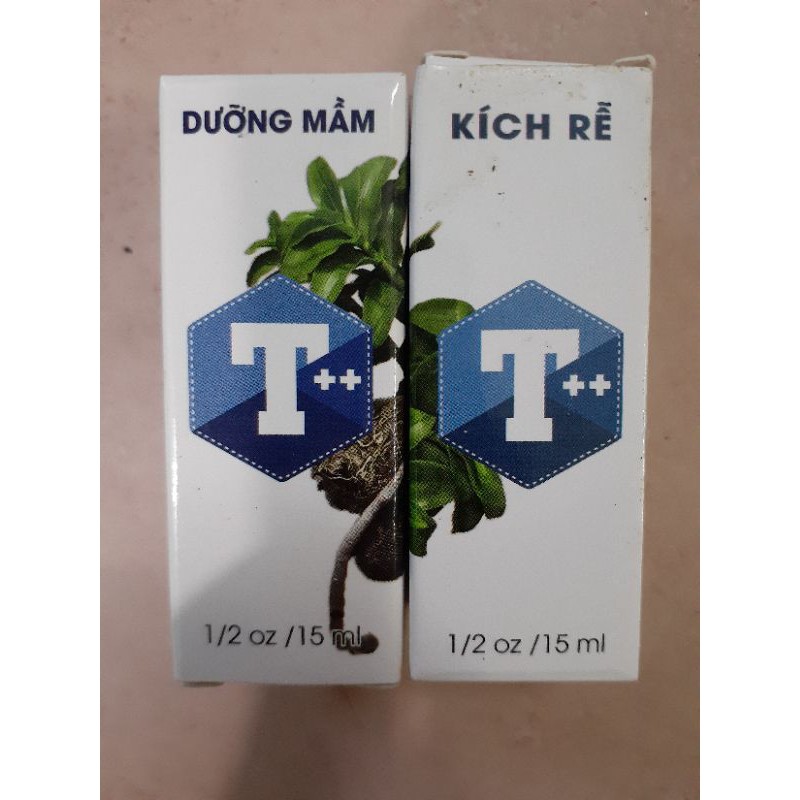 DƯỠNG MẦM
T++
1/2 oz /15 ml
KÍCH RỄ
T++
1/2 oz /15 ml